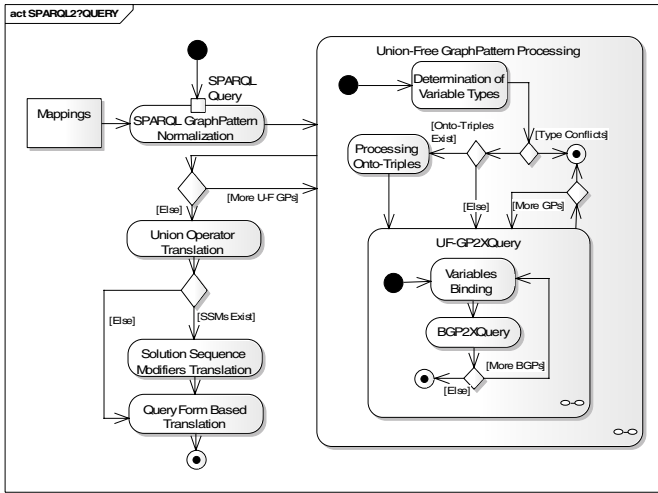 act SPARQL2?QUERY
Union-Free GraphPattern Processing
SPARQL
Query
Determination of
Variable Types
Mappings
SPARQL GraphPattern
Normalization
[Onto-Triples
Exist]
[Type Conflicts]
Processing
Onto-Triples
[More U-F GPs]
[Else]
[Else]
[More GPs]
Union Operator
Translation
UF-GP2XQuery
Variables
Binding
[Else]
[SSMs Exist]
BGP2XQuery
Solution Sequence
Modifiers Translation
[More BGPs]
[Else]
Query Form Based
Translation